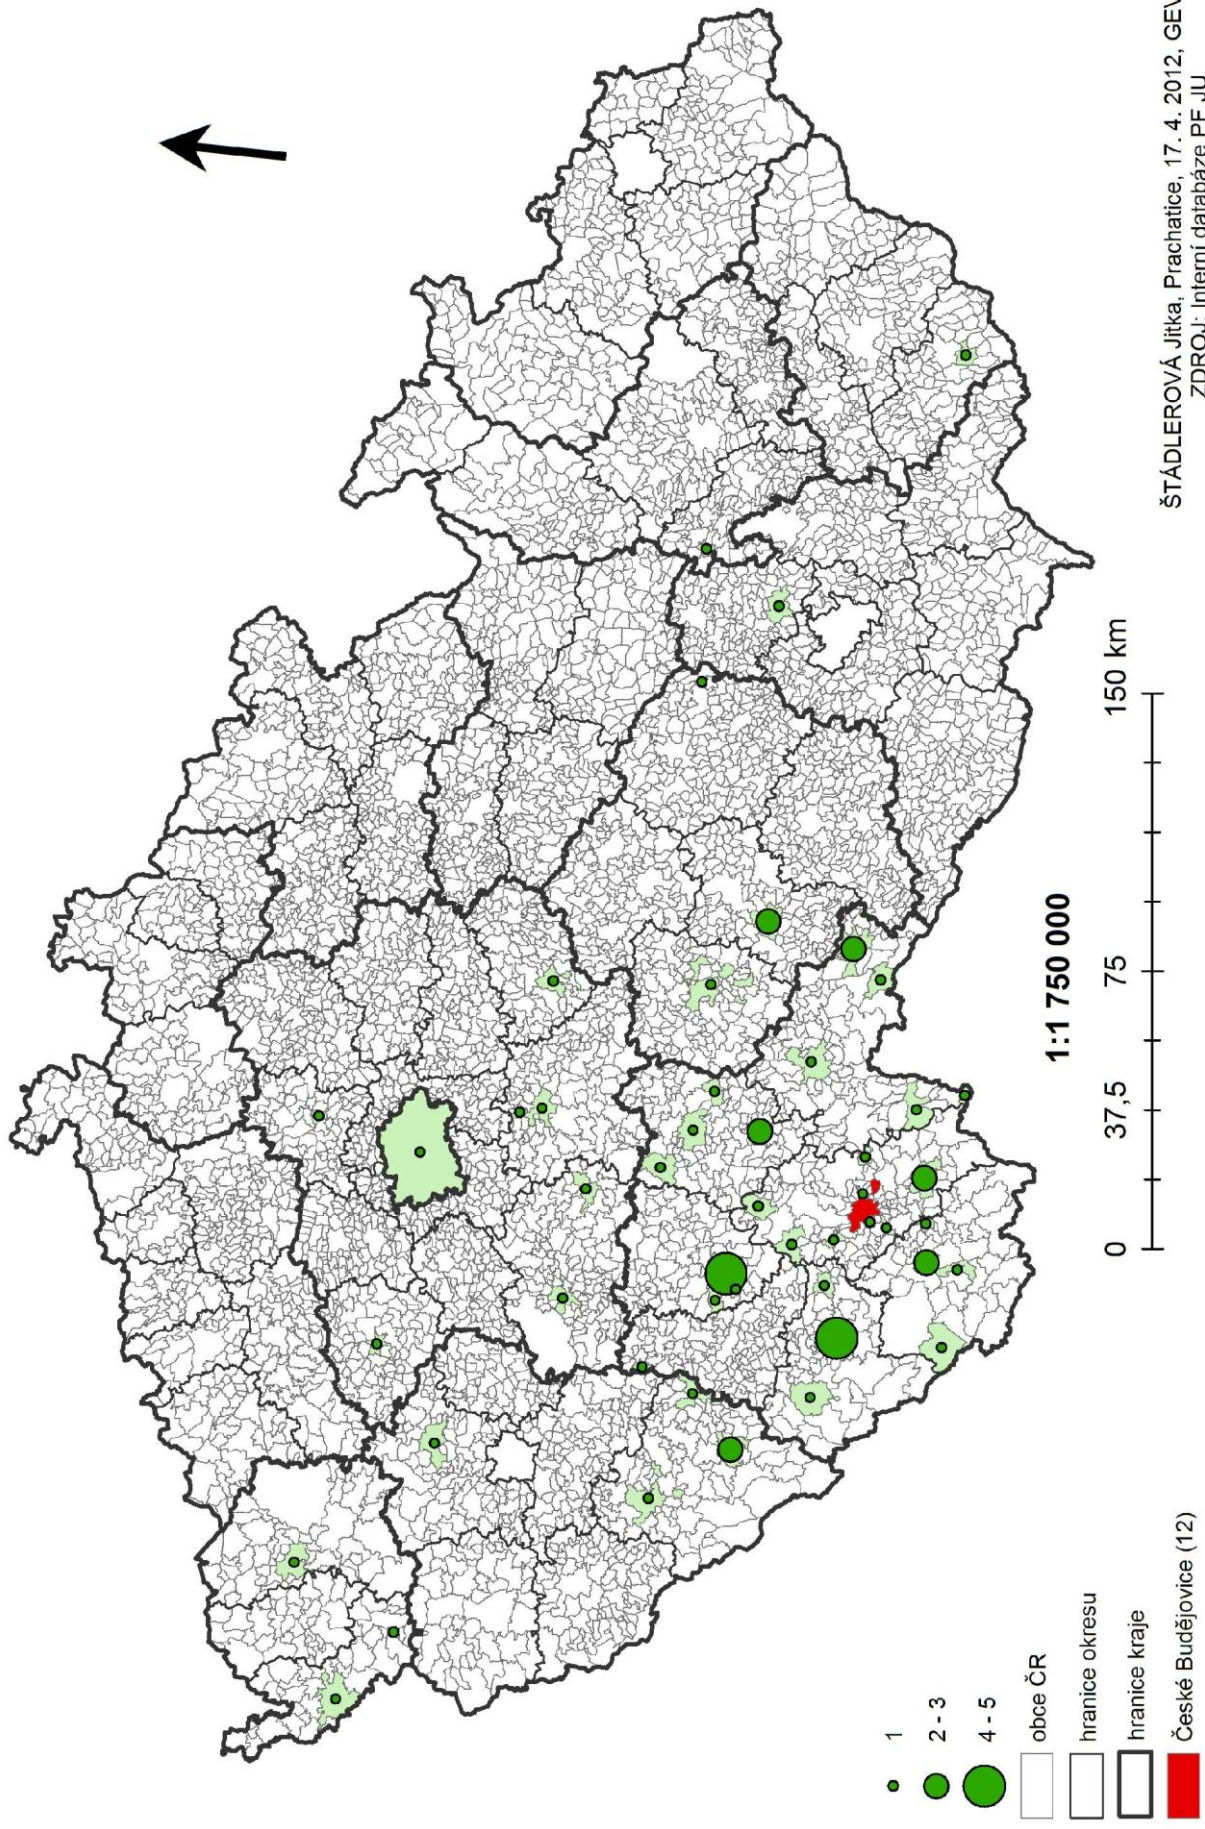 1
2 - 3
4 - 5
obce ČR
hranice okresu
hranice kraje
České Budějovice (12)
0 37,5 75 150 km
1:1 750 000
ŠTÁDLEROVÁ Jitka, Prachatice, 17. 4. 2012, GEV
ZDROJ: Interní databáze PF JU